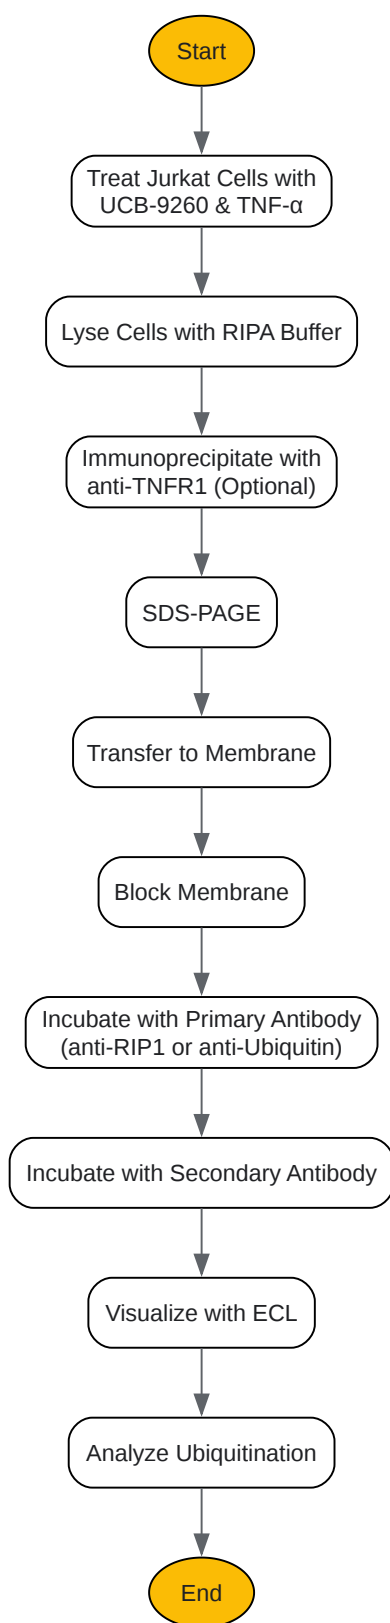 Start
Treat Jurkat Cells with
UCB-9260 & TNF-α
Lyse Cells with RIPA Buffer
Immunoprecipitate with
anti-TNFR1 (Optional)
SDS-PAGE
Transfer to Membrane
Block Membrane
Incubate with Primary Antibody
(anti-RIP1 or anti-Ubiquitin)
Incubate with Secondary Antibody
Visualize with ECL
Analyze Ubiquitination
End